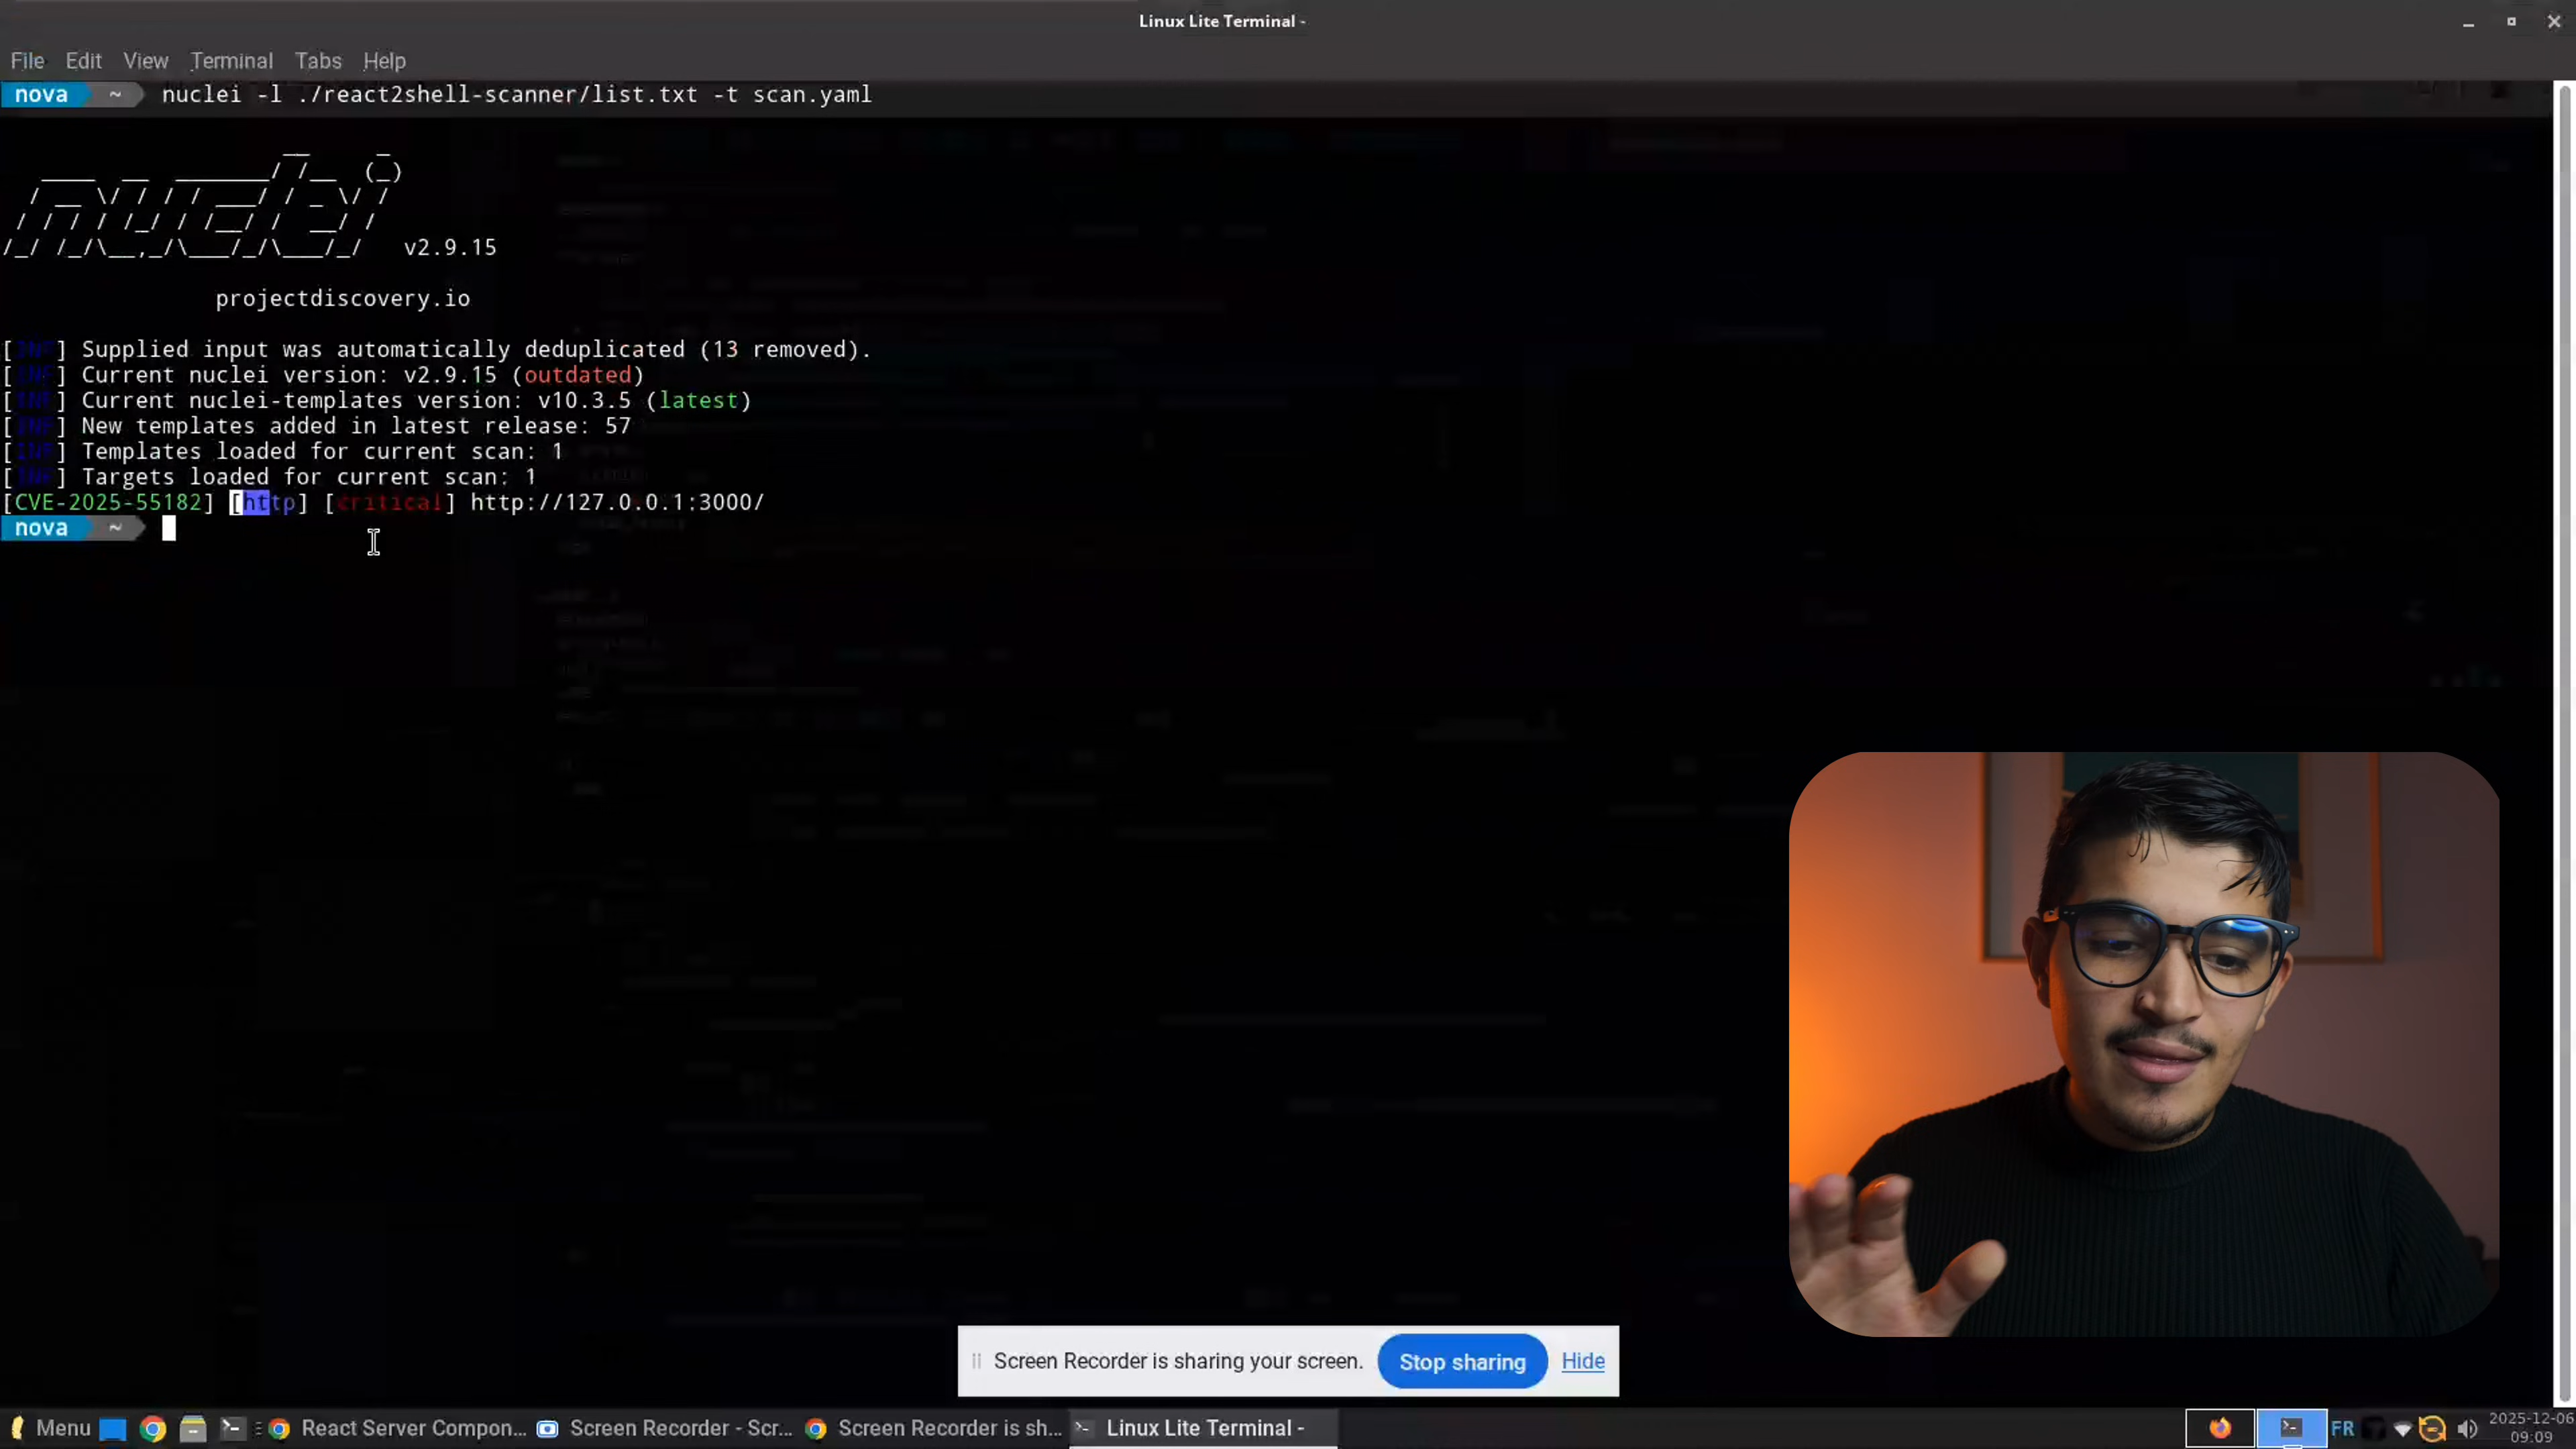 Linux Lite Terminal -
File Edit View Terminal Tabs Help
nova ~ nuclei -l ./react2shell-scanner/list.txt -t scan.yaml
nuclei v2.9.15
projectdiscovery.io
[INF] Supplied input was automatically deduplicated (13 removed).
[INF] Current nuclei version: v2.9.15 (outdated)
[INF] Current nuclei-templates version: v10.3.5 (latest)
[INF] New templates added in latest release: 57
[INF] Templates loaded for current scan: 1
[INF] Targets loaded for current scan: 1
[CVE-2025-55182] [http] [critical] http://127.0.0.1:3000/
nova ~
Screen Recorder is sharing your screen. Stop sharing Hide
Menu React Server Compon... Screen Recorder - Scr... Screen Recorder is sh... Linux Lite Terminal - FR 2025-12-06
09:09